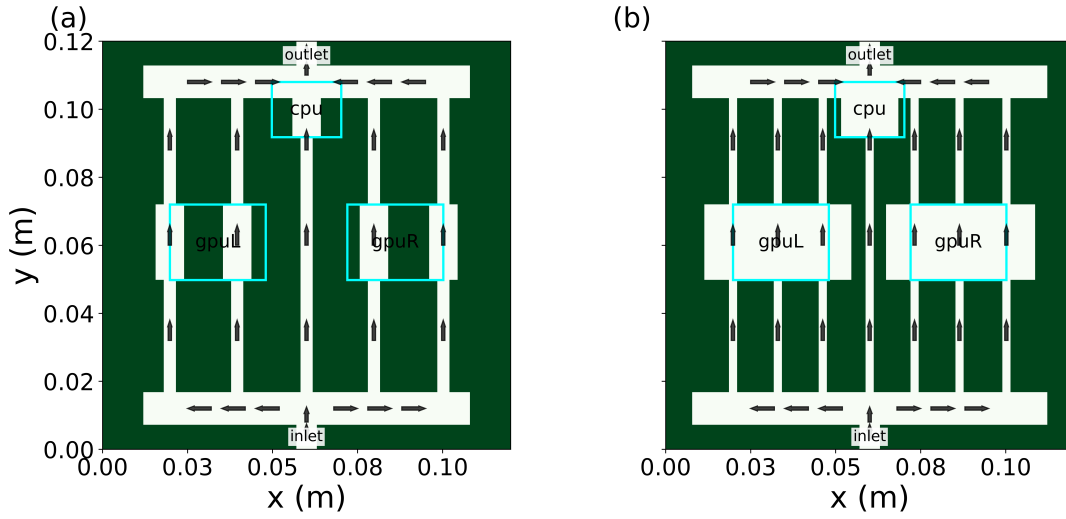 (a)
(b)
0.12
0.10
0.08
0.06
0.04
0.02
0.00
y (m)
outlet
cpu
gpuL
gpuR
inlet
0.00
0.03
0.05
0.08
0.10
x (m)
outlet
cpu
gpuL
gpuR
inlet
0.00
0.03
0.05
0.08
0.10
x (m)